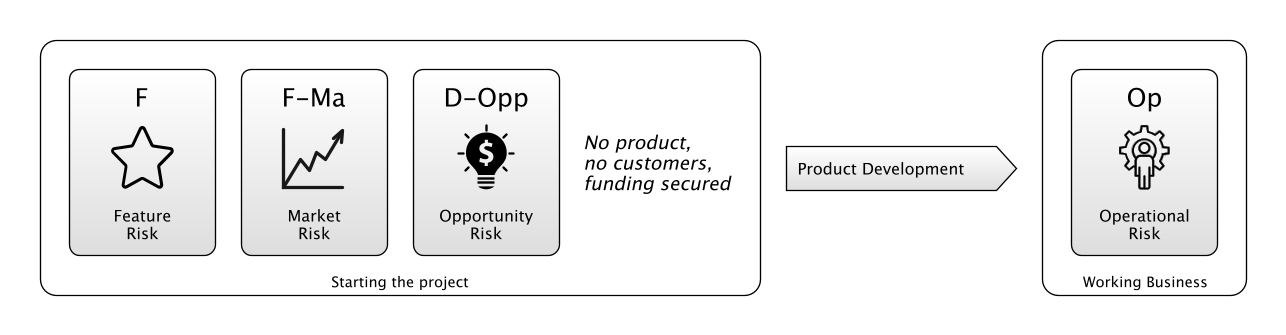 F
Feature
Risk
F-Ma
Market
Risk
D-Opp
$
Opportunity
Risk
No product,
no customers,
funding secured
Starting the project
Product Development
Op
Operational
Risk
Working Business